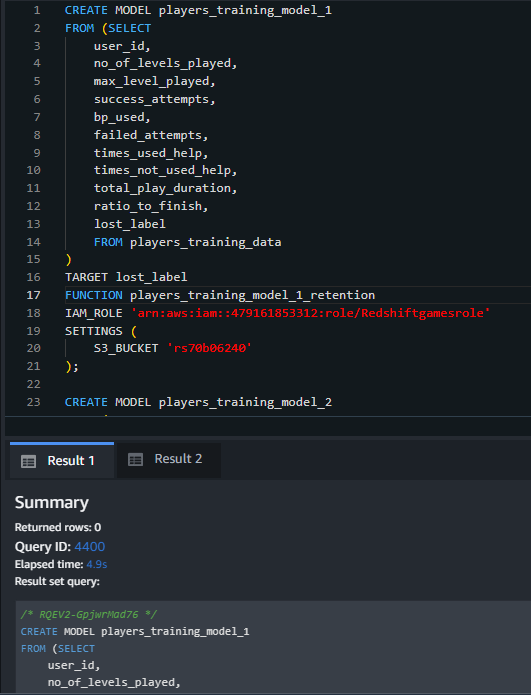 1 CREATE MODEL players_training_model_1
2 FROM (SELECT
3 user_id,
4 no_of_levels_played,
5 max_level_played,
6 success_attempts,
7 bp_used,
8 failed_attempts,
9 times_used_help,
10 times_not_used_help,
11 total_play_duration,
12 ratio_to_finish,
13 lost_label
14 FROM players_training_data
15 )
16 TARGET lost_label
17 FUNCTION players_training_model_1_retention
18 IAM_ROLE 'arn:aws:iam::479161853312:role/Redshiftgamesrole'
19 SETTINGS (
20 S3_BUCKET 'rs70b06240'
21 );
22
23 CREATE MODEL players_training_model_2
Result 1 Result 2
Summary
Returned rows: 0
Query ID: 4400
Elapsed time: 4.9s
Result set query:
/* RQEV2-GpjwrMad76 */
CREATE MODEL players_training_model_1
FROM (SELECT
user_id,
no_of_levels_played,